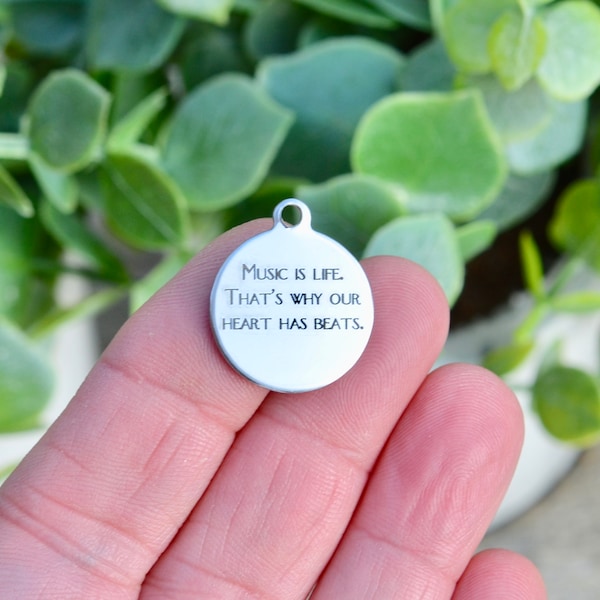 Music is life.
That's why our
heart has beats.